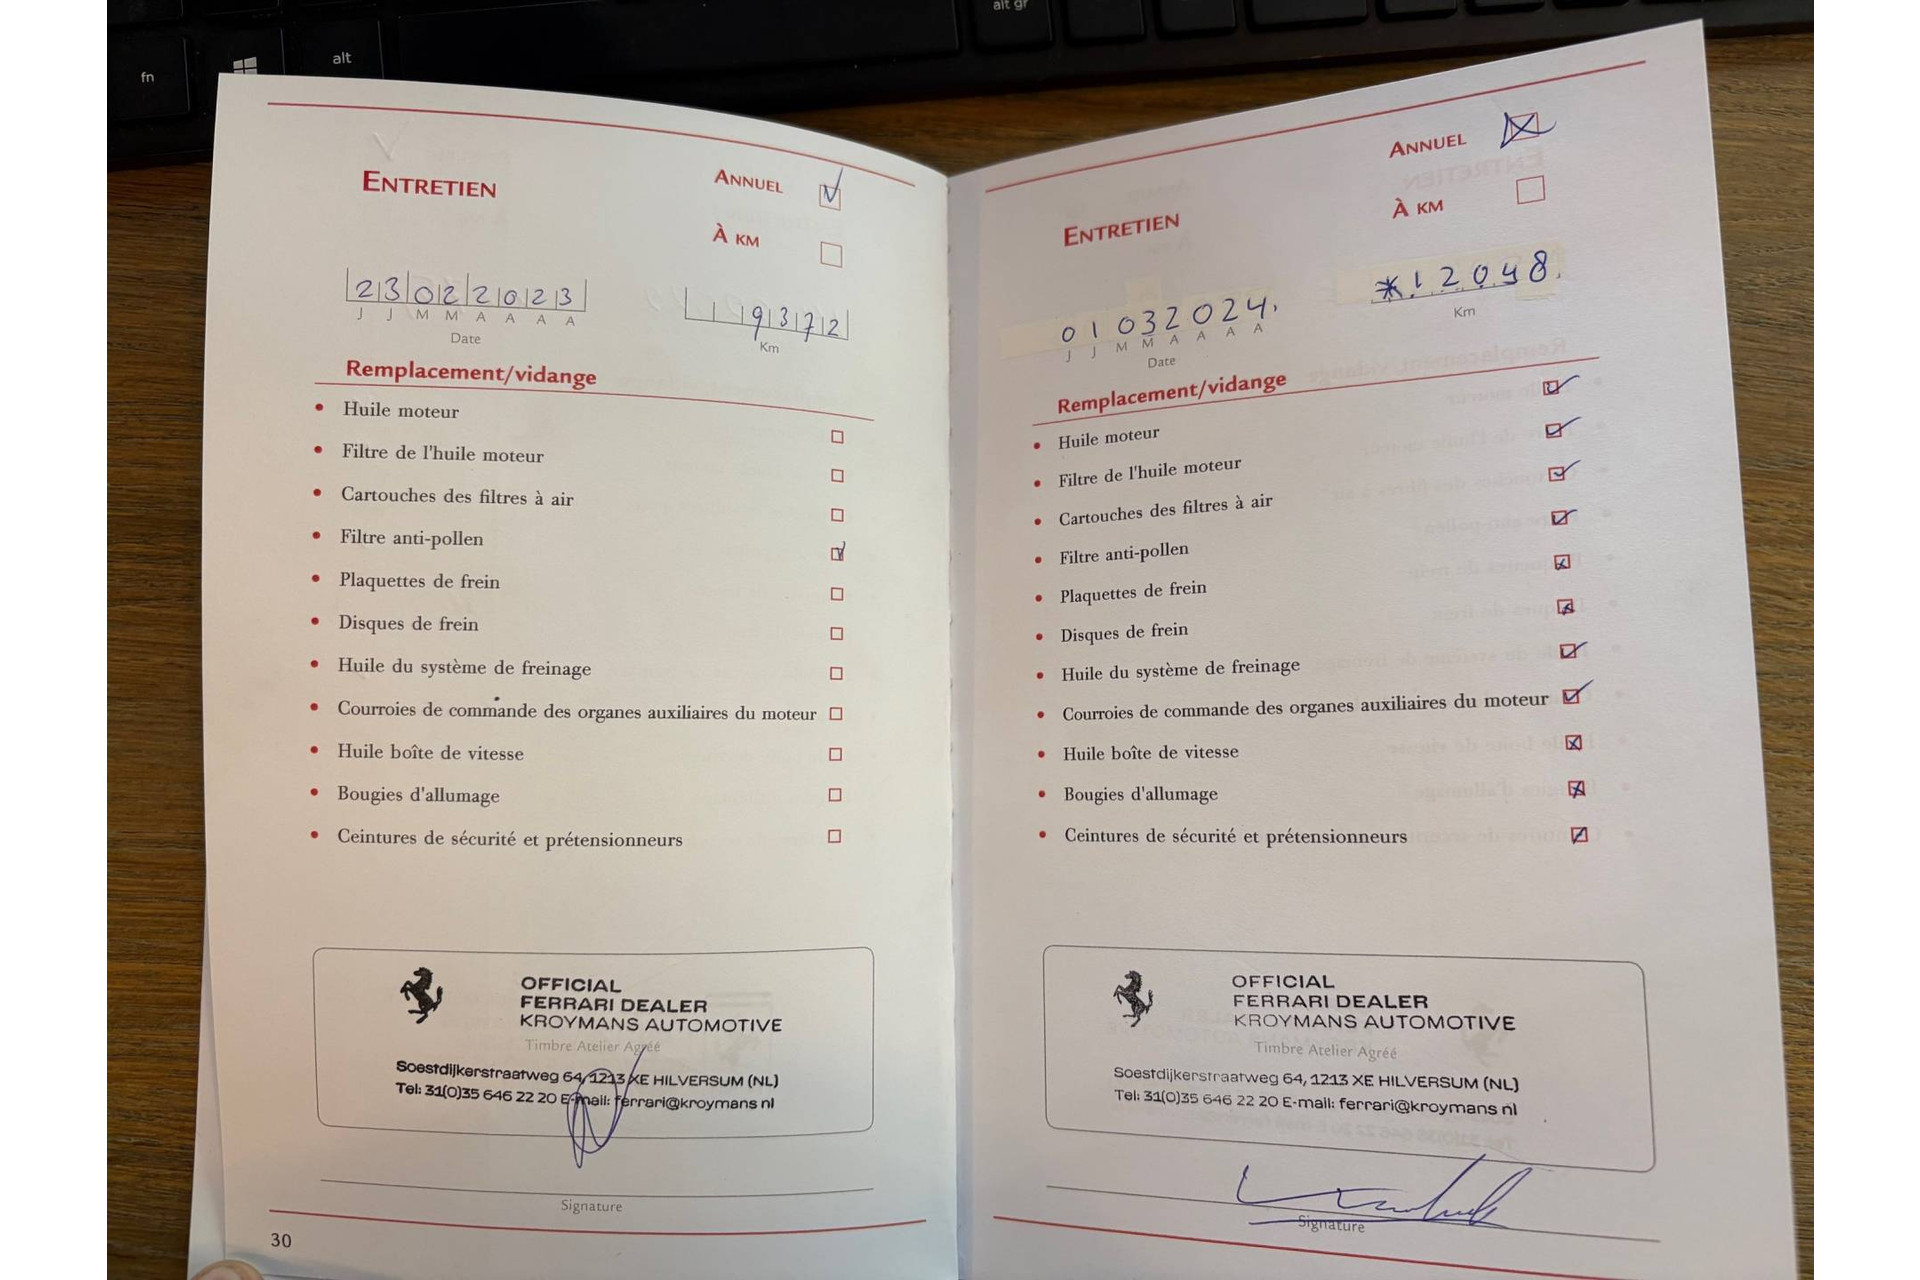 fn
alt
alt gr
ENTRETIEN
ANNUEL
À KM
23022023
J J M M A A A A
Date
19372
Km
Remplacement/vidange
• Huile moteur
• Filtre de l'huile moteur
• Cartouches des filtres à air
• Filtre anti-pollen
• Plaquettes de frein
• Disques de frein
• Huile du système de freinage
• Courroies de commande des organes auxiliaires du moteur
• Huile boîte de vitesse
• Bougies d'allumage
• Ceintures de sécurité et prétensionneurs
OFFICIAL
FERRARI DEALER
KROYMANS AUTOMOTIVE
Timbre Atelier Agréé
Soestdijkerstraatweg 64, 1213 XE HILVERSUM (NL)
Tel: 31(0)35 646 22 20 E-mail: ferrari@kroymans nl
Signature
30
ANNUEL
À KM
ENTRETIEN
01032024.
J J M M A A A A
Date
*12048.
Km
Remplacement/vidange
• Huile moteur
• Filtre de l'huile moteur
• Cartouches des filtres à air
• Filtre anti-pollen
• Plaquettes de frein
• Disques de frein
• Huile du système de freinage
• Courroies de commande des organes auxiliaires du moteur
• Huile boîte de vitesse
• Bougies d'allumage
• Ceintures de sécurité et prétensionneurs
OFFICIAL
FERRARI DEALER
KROYMANS AUTOMOTIVE
Timbre Atelier Agréé
Soestdijkerstraatweg 64, 1213 XE HILVERSUM (NL)
Tel: 31(0)35 646 22 20 E-mail: ferrari@kroymans nl
Signature